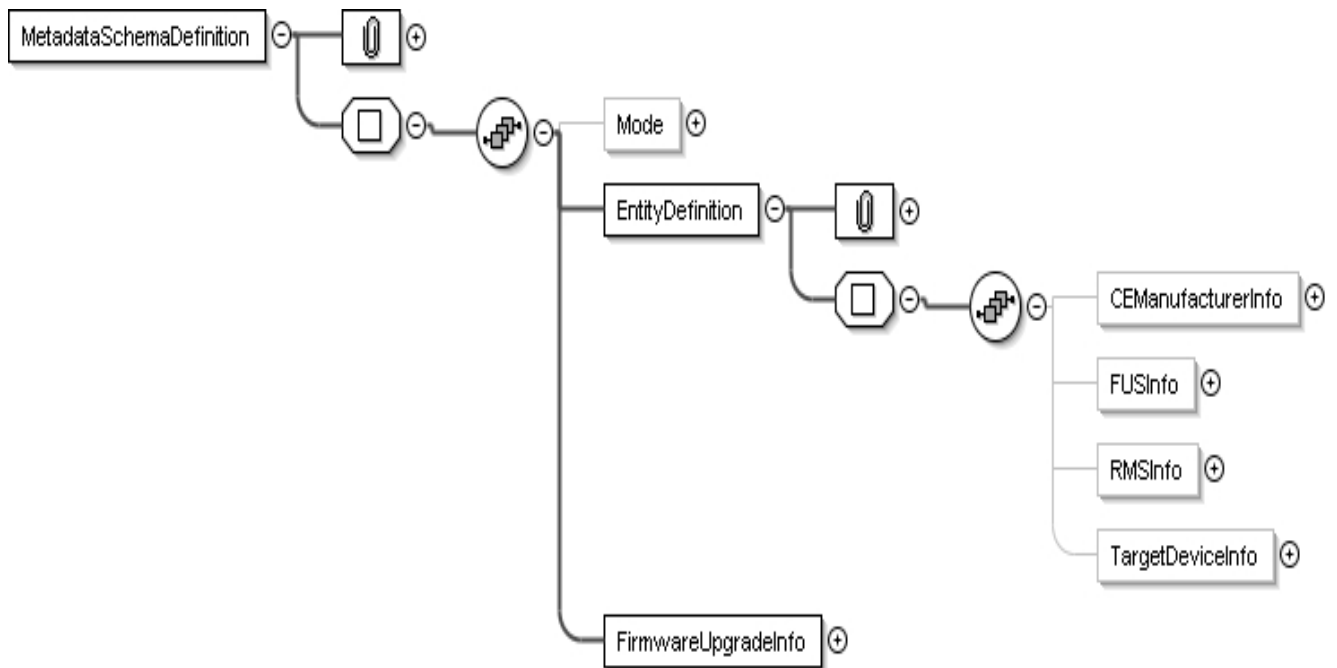 MetadataSchemaDefinition
Mode
EntityDefinition
CEManufacturerInfo
FUSInfo
RMSInfo
TargetDeviceInfo
FirmwareUpgradeInfo